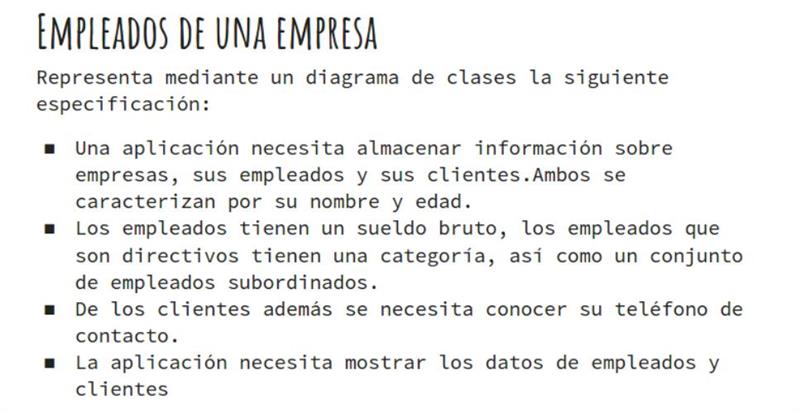 EMPLEADOS DE UNA EMPRESA
Representa mediante un diagrama de clases la siguiente
especificación:
▪ Una aplicación necesita almacenar información sobre
empresas, sus empleados y sus clientes.Ambos se
caracterizan por su nombre y edad.
▪ Los empleados tienen un sueldo bruto, los empleados que
son directivos tienen una categoría, así como un conjunto
de empleados subordinados.
▪ De los clientes además se necesita conocer su teléfono de
contacto.
▪ La aplicación necesita mostrar los datos de empleados y
clientes